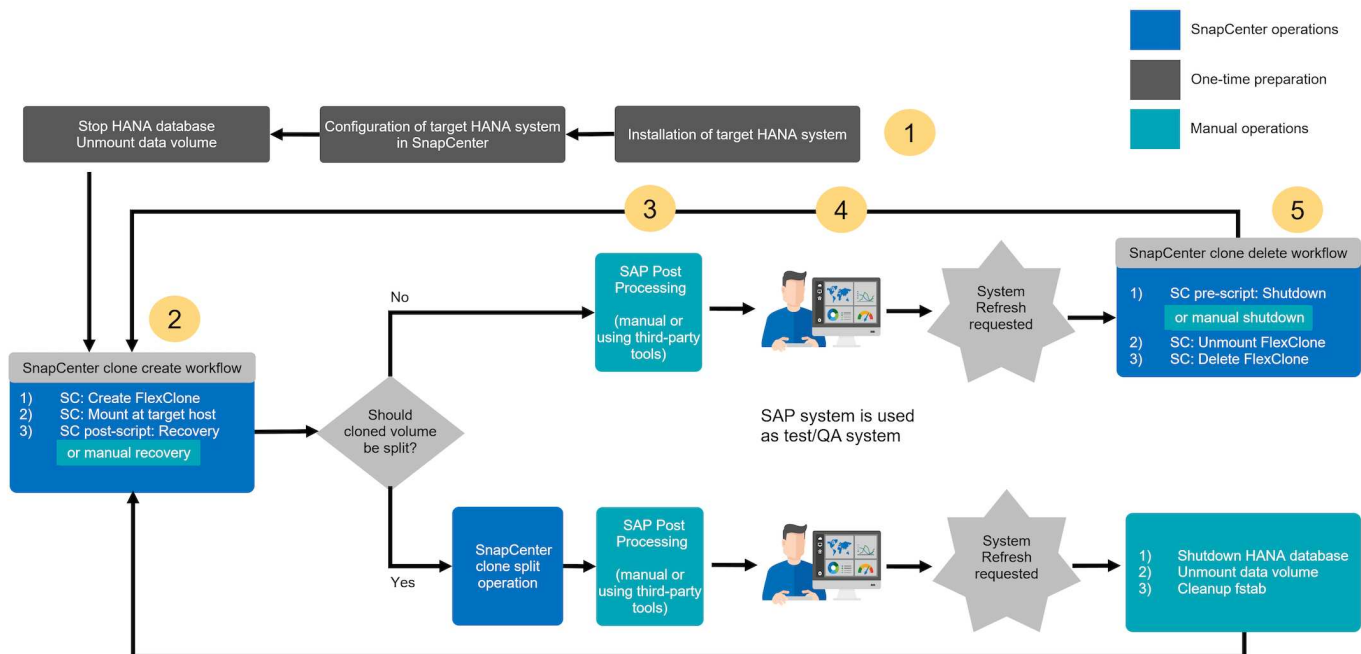 SnapCenter operations
One-time preparation
Manual operations
Stop HANA database
Unmount data volume
Configuration of target HANA system
in SnapCenter
Installation of target HANA system
1
2
3
4
5
SnapCenter clone create workflow
1) SC: Create FlexClone
2) SC: Mount at target host
3) SC post-script: Recovery
or manual recovery
Should
cloned volume
be split?
No
SAP Post
Processing
(manual or
using third-party
tools)
SAP system is used
as test/QA system
System
Refresh
requested
SnapCenter clone delete workflow
1) SC pre-script: Shutdown
or manual shutdown
2) SC: Unmount FlexClone
3) SC: Delete FlexClone
Yes
SnapCenter
clone split
operation
SAP Post
Processing
(manual or
using third-party
tools)
System
Refresh
requested
1) Shutdown HANA database
2) Unmount data volume
3) Cleanup fstab